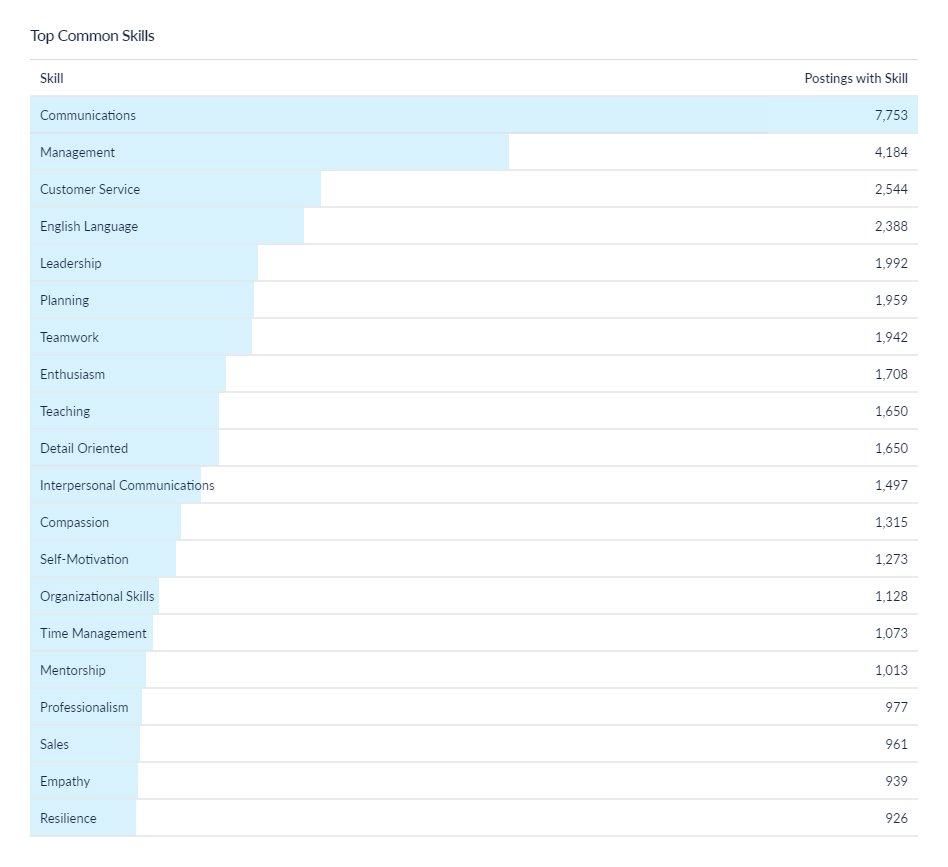 Top Common Skills
Skill Postings with Skill
Communications 7,753
Management 4,184
Customer Service 2,544
English Language 2,388
Leadership 1,992
Planning 1,959
Teamwork 1,942
Enthusiasm 1,708
Teaching 1,650
Detail Oriented 1,650
Interpersonal Communications 1,497
Compassion 1,315
Self-Motivation 1,273
Organizational Skills 1,128
Time Management 1,073
Mentorship 1,013
Professionalism 977
Sales 961
Empathy 939
Resilience 926